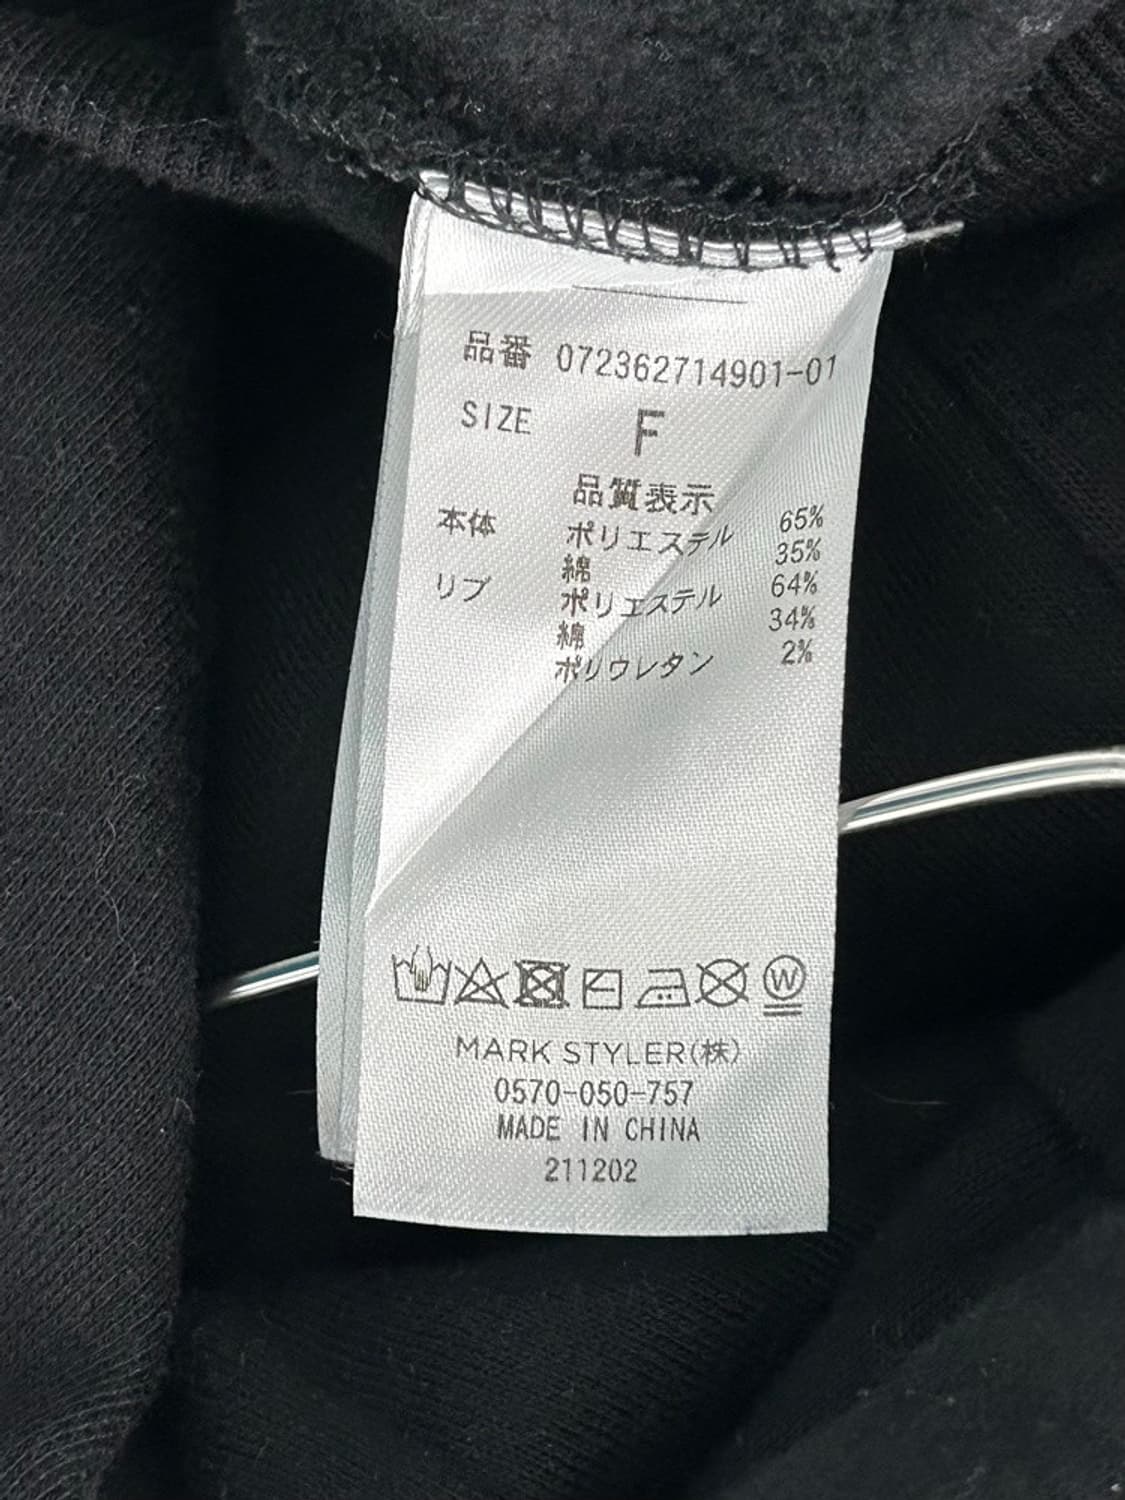 品番 072362714901-01
SIZE F
品質表示
本体 ポリエステル 65%
綿 35%
リブ ポリエステル 64%
綿 34%
ポリウレタン 2%
W
MARK STYLER(株)
0570-050-757
MADE IN CHINA
211202